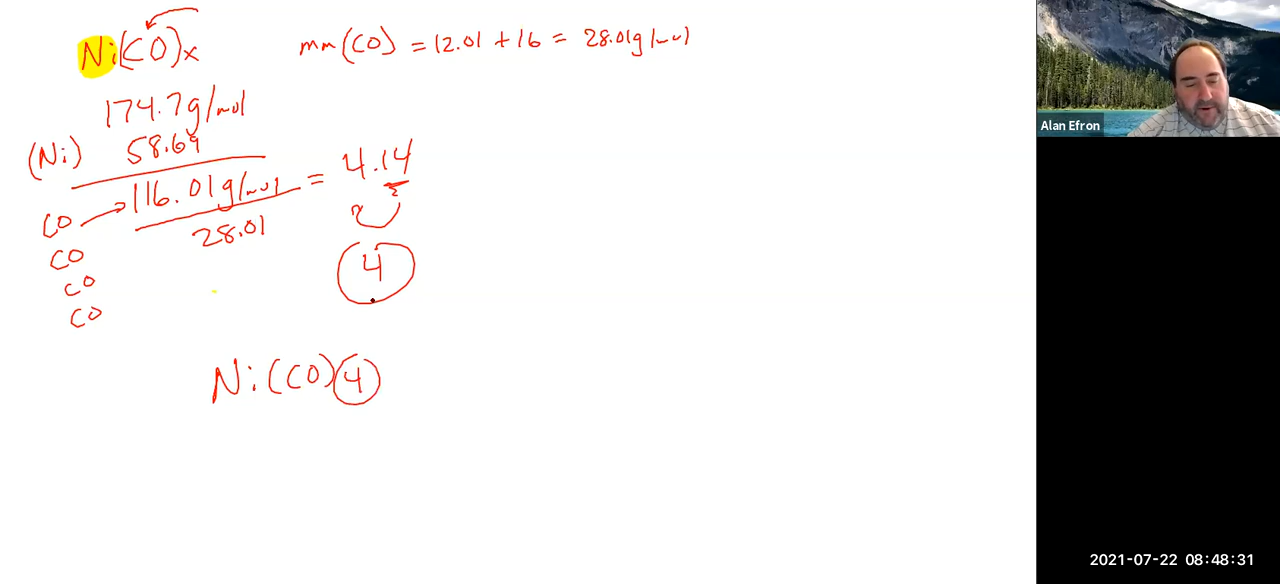 Ni(CO)x
mm(CO) = 12.01 + 16 = 28.01g/mol
174.7g/mol
(Ni) 58.69
116.01g/mol = 4.14
28.01
CO
CO
CO
CO
4
Ni(CO)4
Alan Efron
2021-07-22 08:48:31